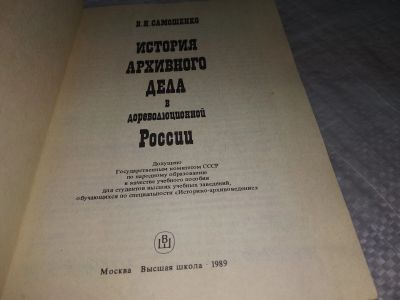 В. Н. САМОШЕНКО
ИСТОРИЯ
АРХИВНОГО
ДЕЛА
в
дореволюционной
России
Допущено
Государственным комитетом СССР
по народному образованию
в качестве учебного пособия
для студентов высших учебных заведений,
обучающихся по специальности «Историко-архивоведение»
ВШ
Москва Высшая школа 1989